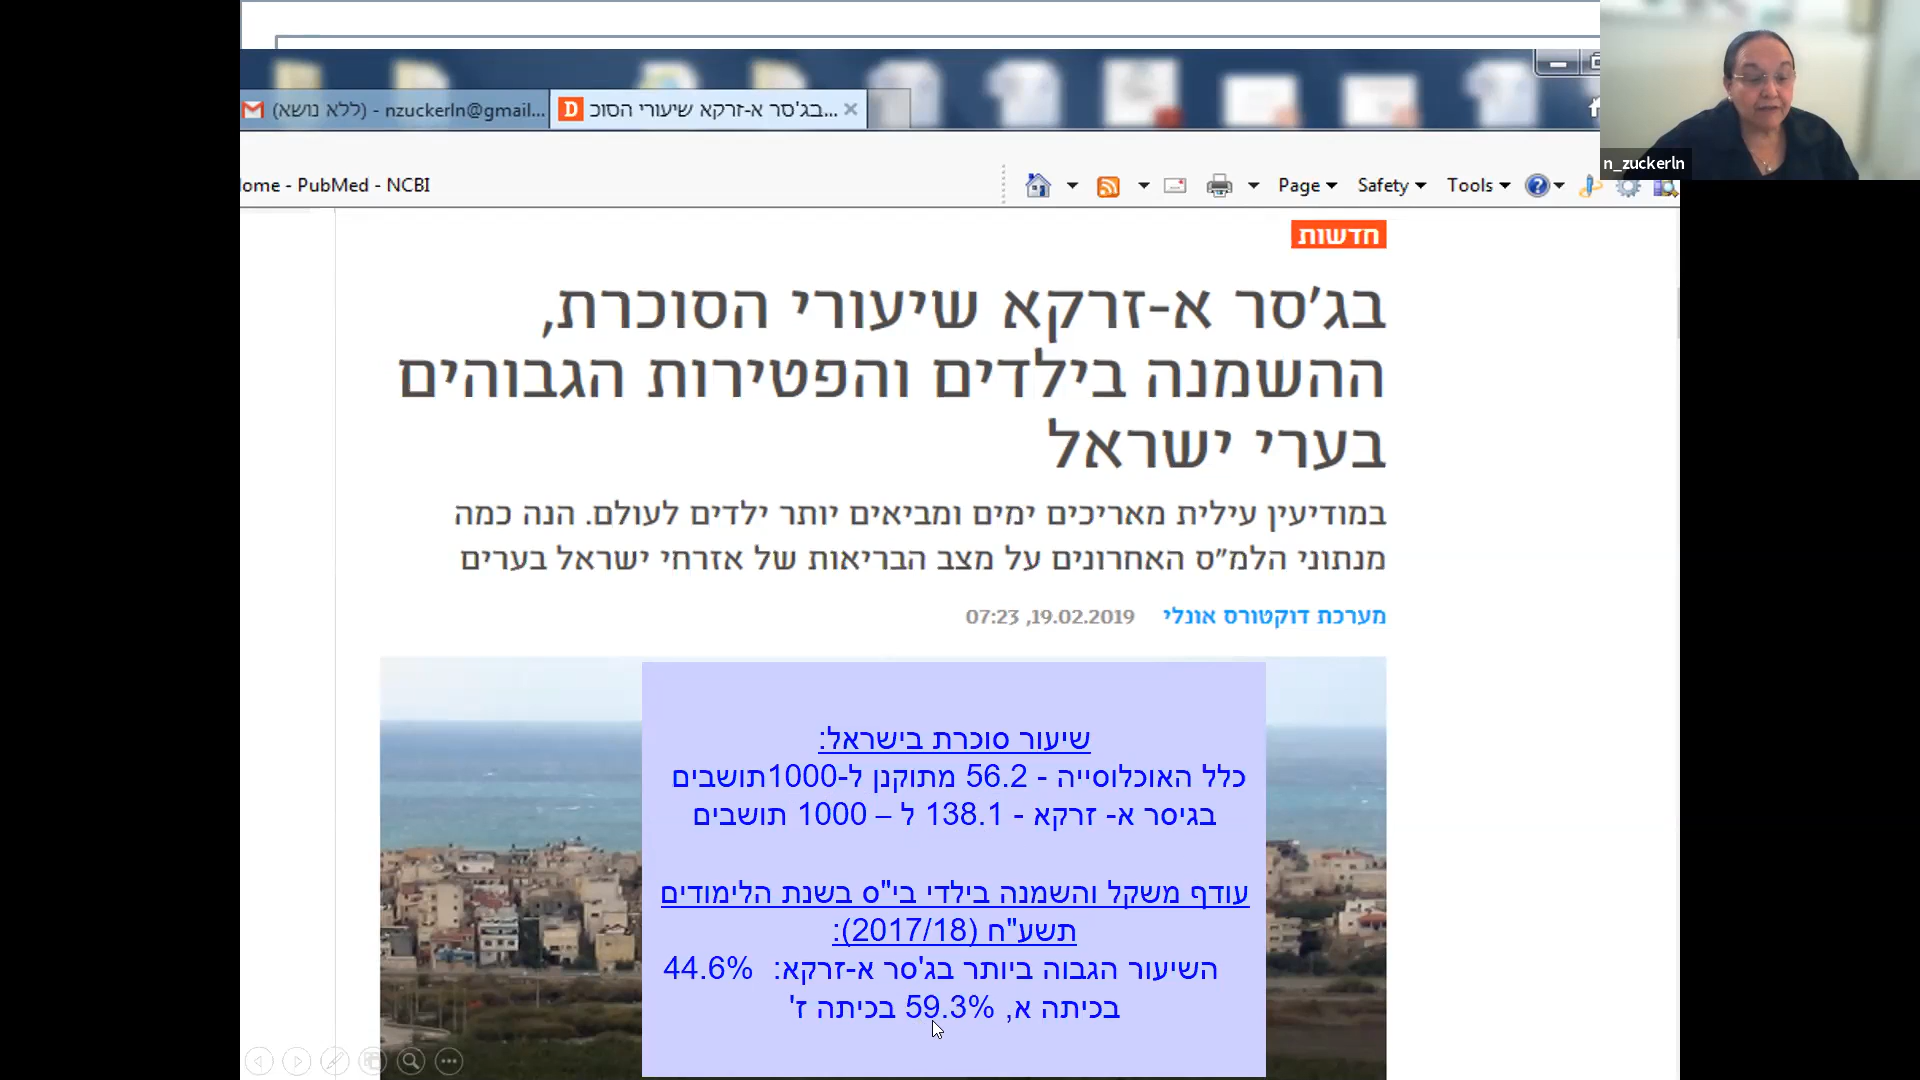 (ללא נושא) - nzuckerln@gmail...
בג'סר א-זרקא שיעורי הסוכ...
ome - PubMed - NCBI
Page
Safety
Tools
n_zuckerln
חדשות
בג'סר א-זרקא שיעורי הסוכרת,
ההשמנה בילדים והפטירות הגבוהים
בערי ישראל
במודיעין עילית מאריכים ימים ומביאים יותר ילדים לעולם. הנה כמה
מנתוני הלמ״ס האחרונים על מצב הבריאות של אזרחי ישראל בערים
מערכת דוקטורס אונלי 19.02.2019, 07:23
שיעור סוכרת בישראל:
כלל האוכלוסייה - 56.2 מתוקנן ל-1000תושבים
בגיסר א- זרקא - 138.1 ל – 1000 תושבים
עודף משקל והשמנה בילדי בי"ס בשנת הלימודים
תשע"ח (2017/18):
השיעור הגבוה ביותר בג'סר א-זרקא: 44.6%
בכיתה א, 59.3% בכיתה ז'